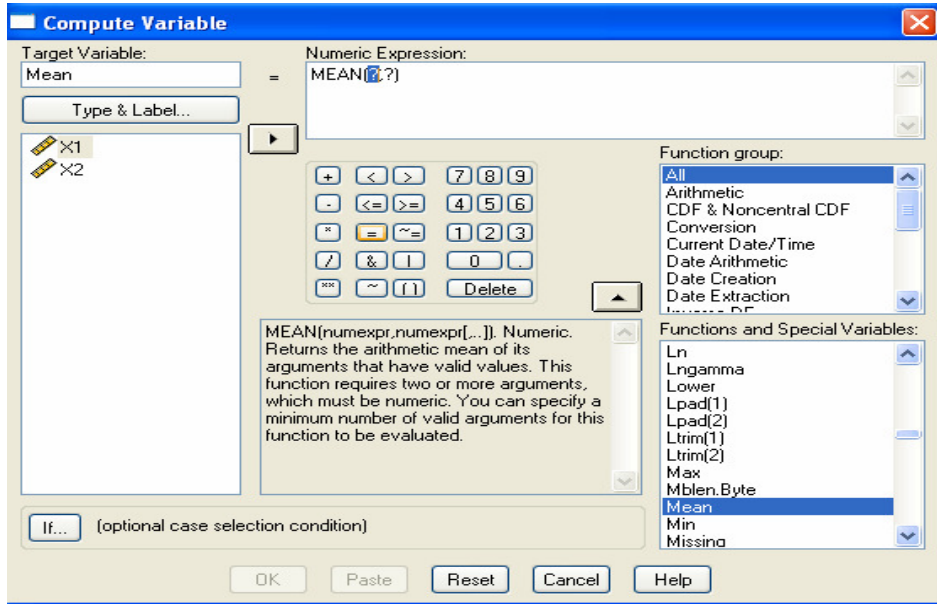 Compute Variable
Target Variable:
Mean
=
Numeric Expression:
MEAN(?,?)
Type & Label...
X1
X2
+ < > 7 8 9
- <= >= 4 5 6
* = ~= 1 2 3
/ & | 0 .
** ~ ( ) Delete
Function group:
All
Arithmetic
CDF & Noncentral CDF
Conversion
Current Date/Time
Date Arithmetic
Date Creation
Date Extraction
MEAN(numexpr,numexpr[,..]). Numeric.
Returns the arithmetic mean of its
arguments that have valid values. This
function requires two or more arguments,
which must be numeric. You can specify a
minimum number of valid arguments for this
function to be evaluated.
Functions and Special Variables:
Ln
Lngamma
Lower
Lpad(1)
Lpad(2)
Ltrim(1)
Ltrim(2)
Max
Mblen.Byte
Mean
Min
Missing
If... (optional case selection condition)
OK Paste Reset Cancel Help